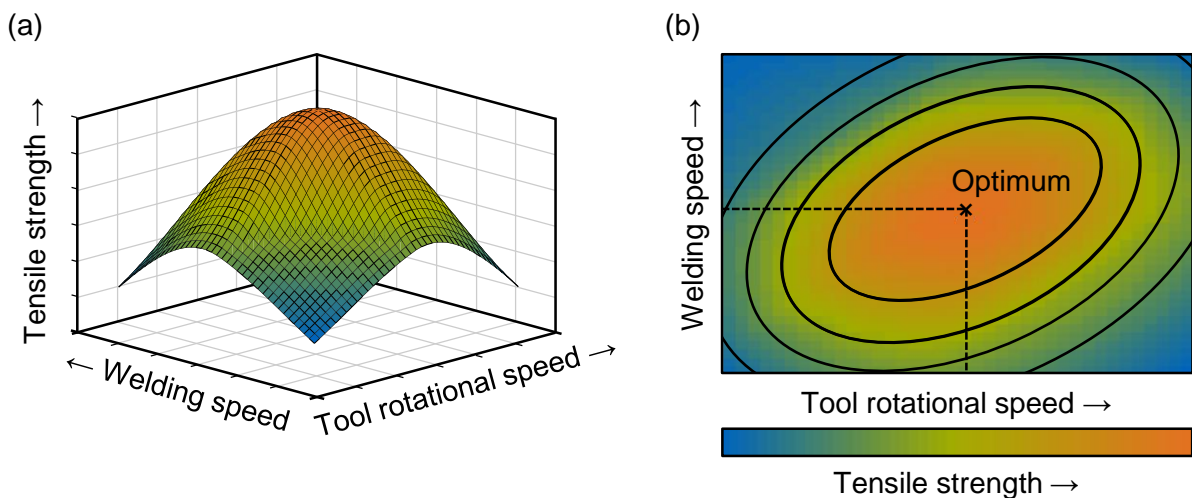 (a)
Tensile strength →
← Welding speed
Tool rotational speed →
(b)
Welding speed →
Optimum
Tool rotational speed →
Tensile strength →